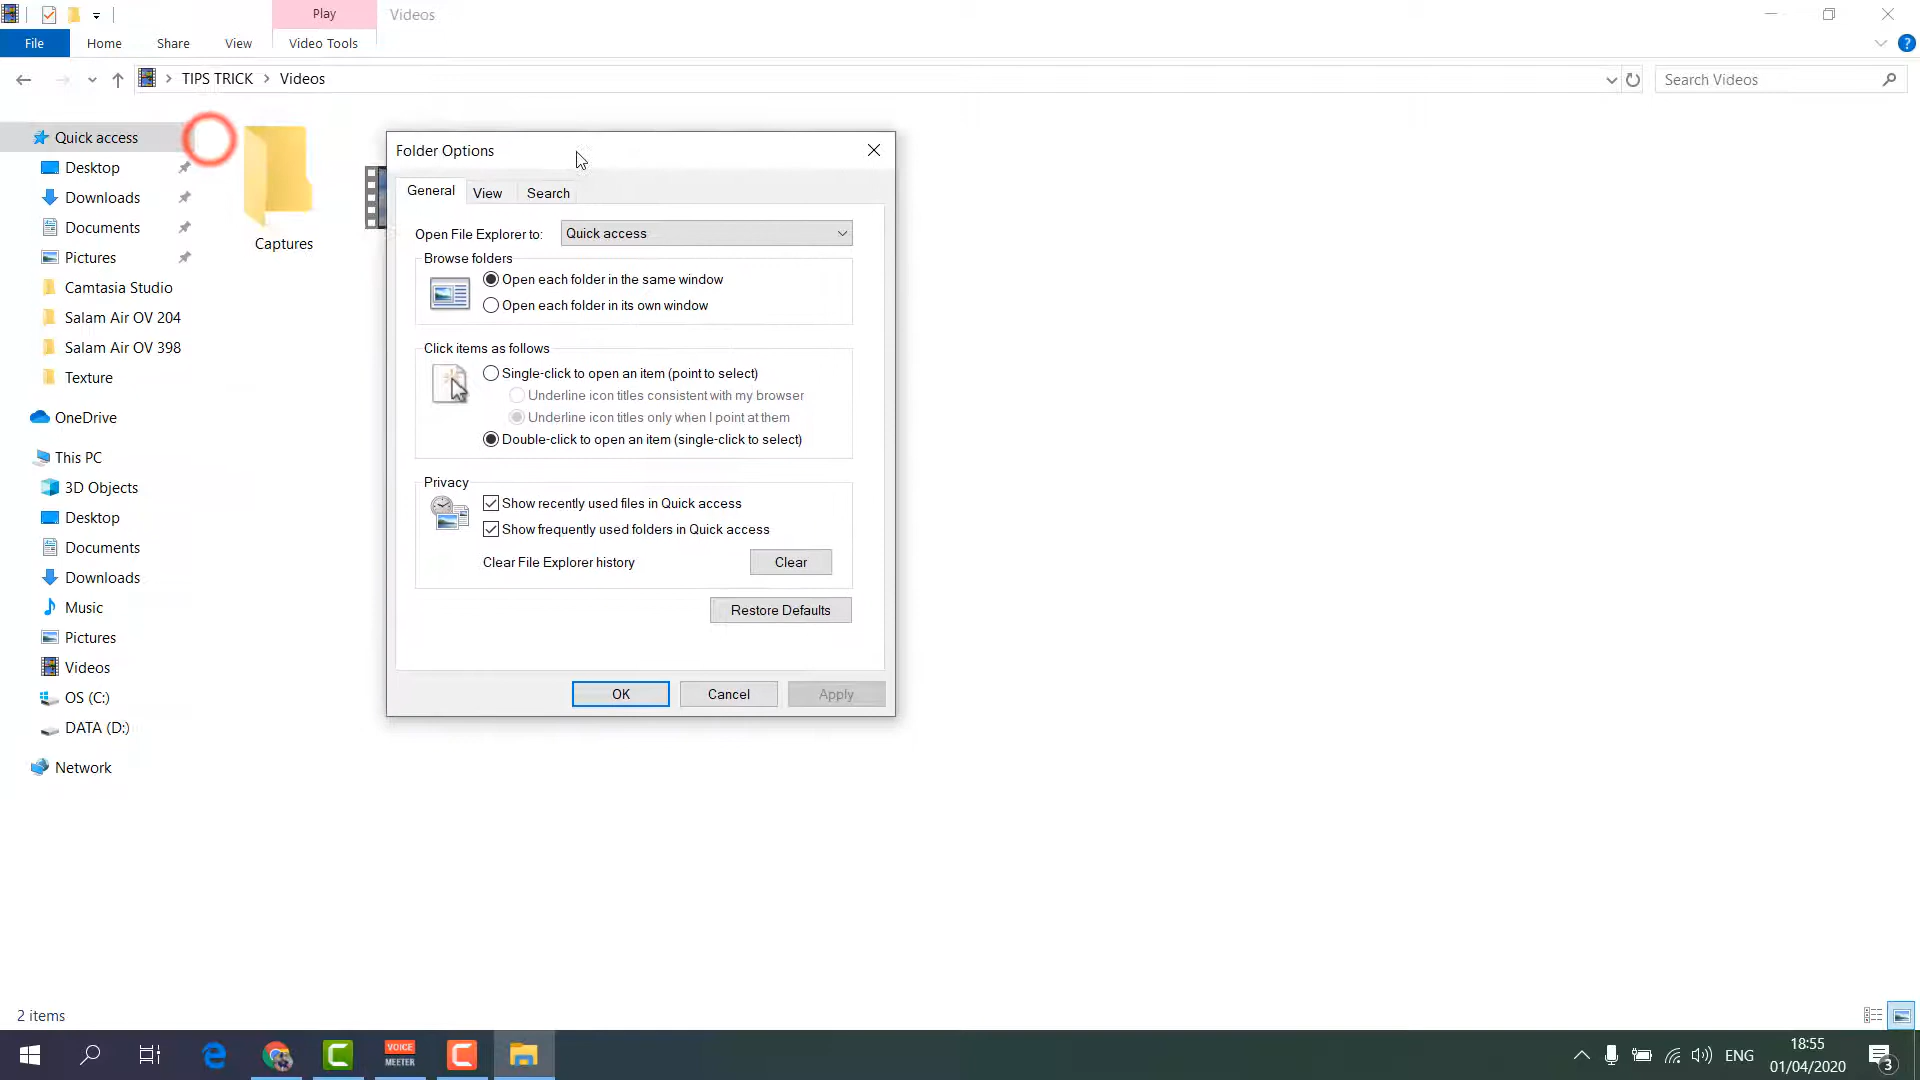 Play
Videos
File
Home
Share
View
Video Tools
TIPS TRICK
Videos
Search Videos
Quick access
Desktop
Downloads
Documents
Pictures
Camtasia Studio
Salam Air OV 204
Salam Air OV 398
Texture
OneDrive
This PC
3D Objects
Desktop
Documents
Downloads
Music
Pictures
Videos
OS (C:)
DATA (D:)
Network
Captures
Folder Options
General
View
Search
Open File Explorer to:
Quick access
Browse folders
Open each folder in the same window
Open each folder in its own window
Click items as follows
Single-click to open an item (point to select)
Underline icon titles consistent with my browser
Underline icon titles only when I point at them
Double-click to open an item (single-click to select)
Privacy
Show recently used files in Quick access
Show frequently used folders in Quick access
Clear File Explorer history
Clear
Restore Defaults
OK
Cancel
Apply
2 items
VOICE
MEETER
ENG
18:55
01/04/2020
3